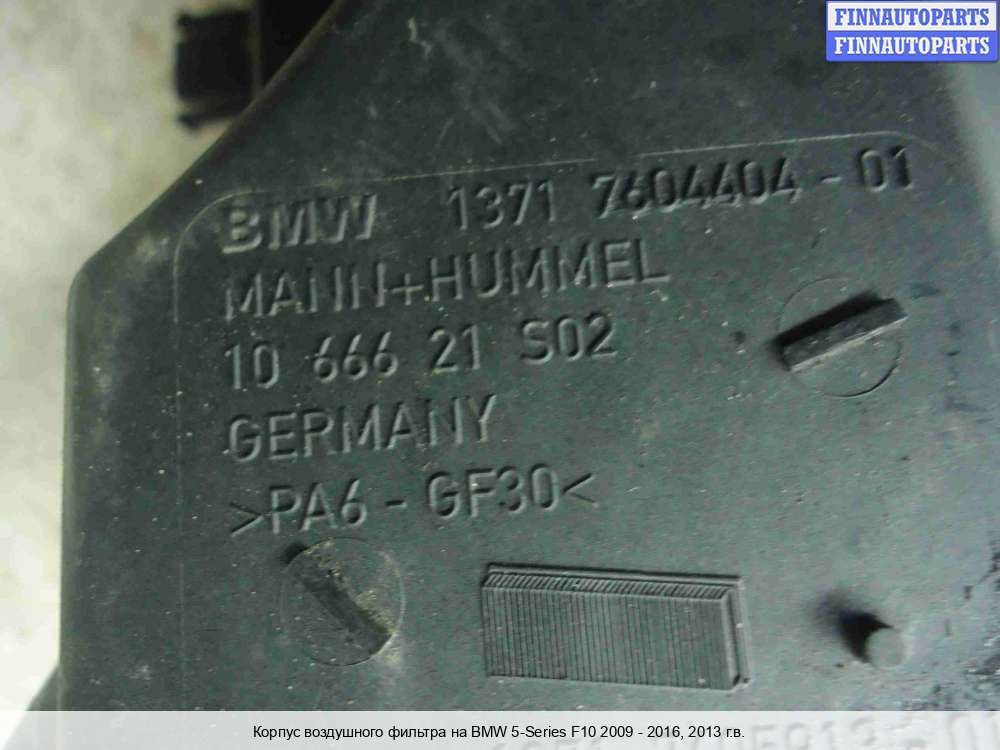 FINNAUTOPARTS
FINNAUTOPARTS
BMW 1371 7604404-01
MANN+HUMMEL
10 666 21 S02
GERMANY
>PA6-GF30<
Корпус воздушного фильтра на BMW 5-Series F10 2009 - 2016, 2013 г.в.